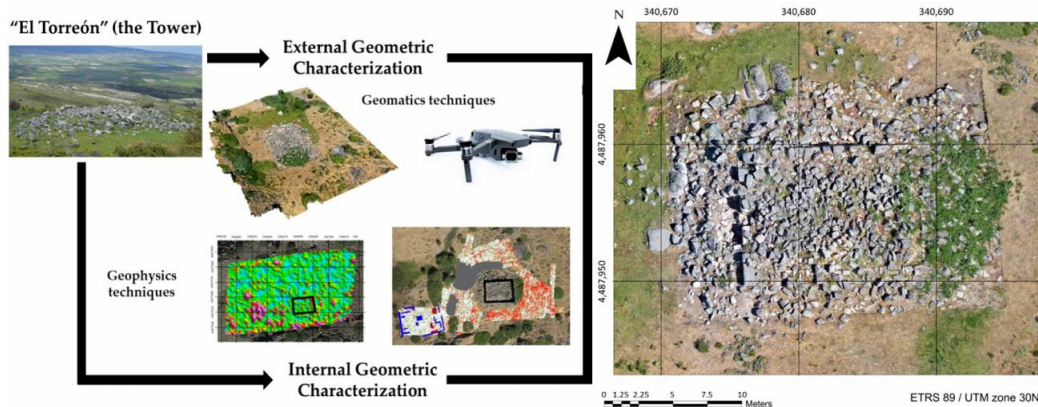 “El Torreón” (the Tower)
External Geometric
Characterization
Geomatics techniques
Geophysics
techniques
Internal Geometric
Characterization
340,670
340,680
340,690
N
4,487,960
4,487,950
0 1.25 2.25 5 7.5 10
Meters
ETRS 89 / UTM zone 30N